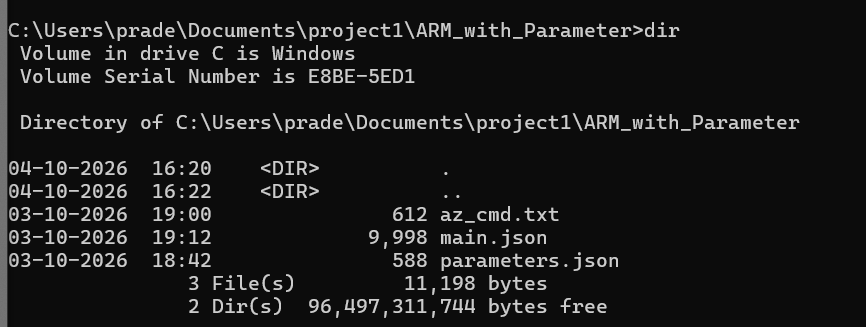 C:\Users\prade\Documents\project1\ARM_with_Parameter>dir
 Volume in drive C is Windows
 Volume Serial Number is E8BE-5ED1

 Directory of C:\Users\prade\Documents\project1\ARM_with_Parameter

04-10-2026  16:20    <DIR>          .
04-10-2026  16:22    <DIR>          ..
03-10-2026  19:00               612 az_cmd.txt
03-10-2026  19:12             9,998 main.json
03-10-2026  18:42               588 parameters.json
               3 File(s)         11,198 bytes
               2 Dir(s)  96,497,311,744 bytes free